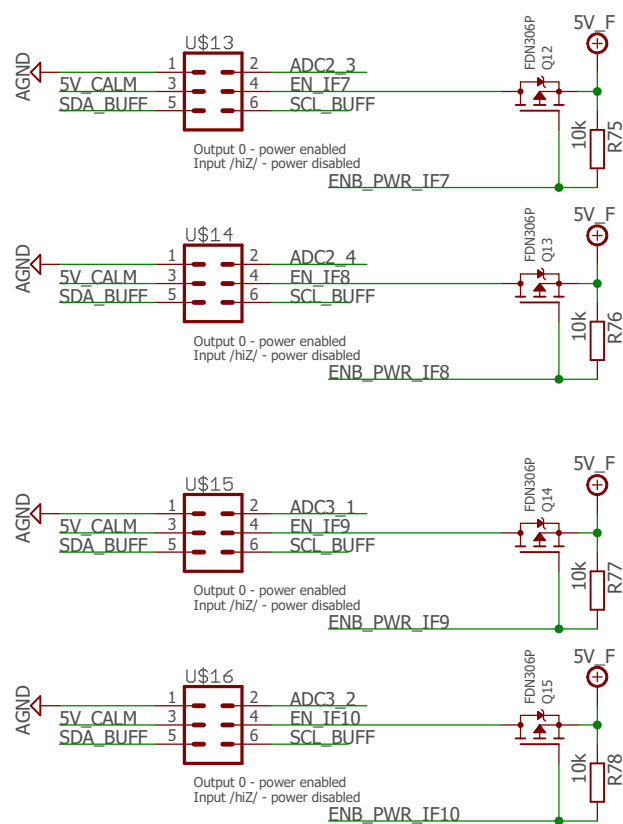 5V_F
U$13
FDN306P
Q12
AGND
1 2 ADC2_3
5V_CALM 3 4 EN_IF7
SDA_BUFF 5 6 SCL_BUFF
10k
R75
Output 0 - power enabled
Input /hiZ/ - power disabled
ENB_PWR_IF7
5V_F
U$14
FDN306P
Q13
AGND
1 2 ADC2_4
5V_CALM 3 4 EN_IF8
SDA_BUFF 5 6 SCL_BUFF
10k
R76
Output 0 - power enabled
Input /hiZ/ - power disabled
ENB_PWR_IF8
5V_F
U$15
FDN306P
Q14
AGND
1 2 ADC3_1
5V_CALM 3 4 EN_IF9
SDA_BUFF 5 6 SCL_BUFF
10k
R77
Output 0 - power enabled
Input /hiZ/ - power disabled
ENB_PWR_IF9
5V_F
U$16
FDN306P
Q15
AGND
1 2 ADC3_2
5V_CALM 3 4 EN_IF10
SDA_BUFF 5 6 SCL_BUFF
10k
R78
Output 0 - power enabled
Input /hiZ/ - power disabled
ENB_PWR_IF10